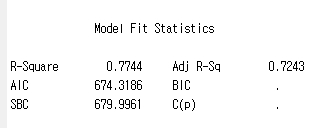 Model Fit Statistics
R-Square 0.7744 Adj R-Sq 0.7243
AIC 674.3186 BIC .
SBC 679.9961 C(p) .